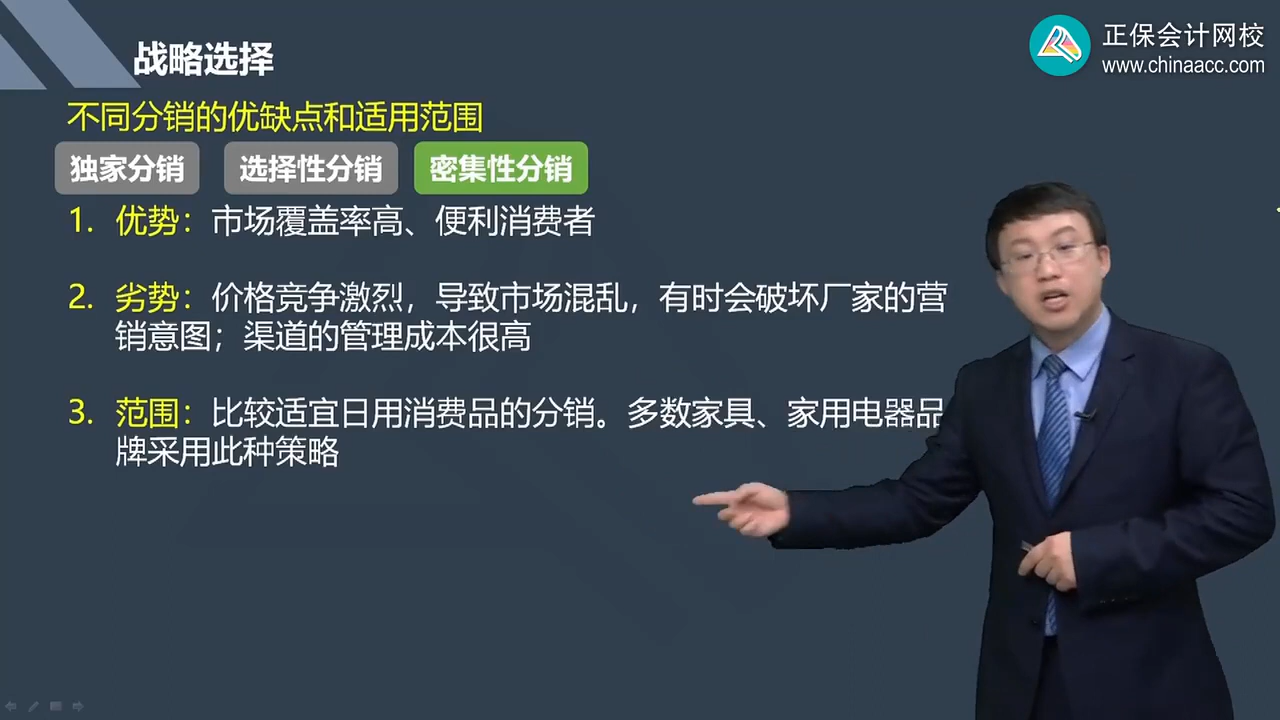 战略选择
正保会计网校
www.chinaacc.com
不同分销的优缺点和适用范围
独家分销 选择性分销 密集性分销
1. 优势：市场覆盖率高、便利消费者
2. 劣势：价格竞争激烈，导致市场混乱，有时会破坏厂家的营
销意图；渠道的管理成本很高
3. 范围：比较适宜日用消费品的分销。多数家具、家用电器品
牌采用此种策略